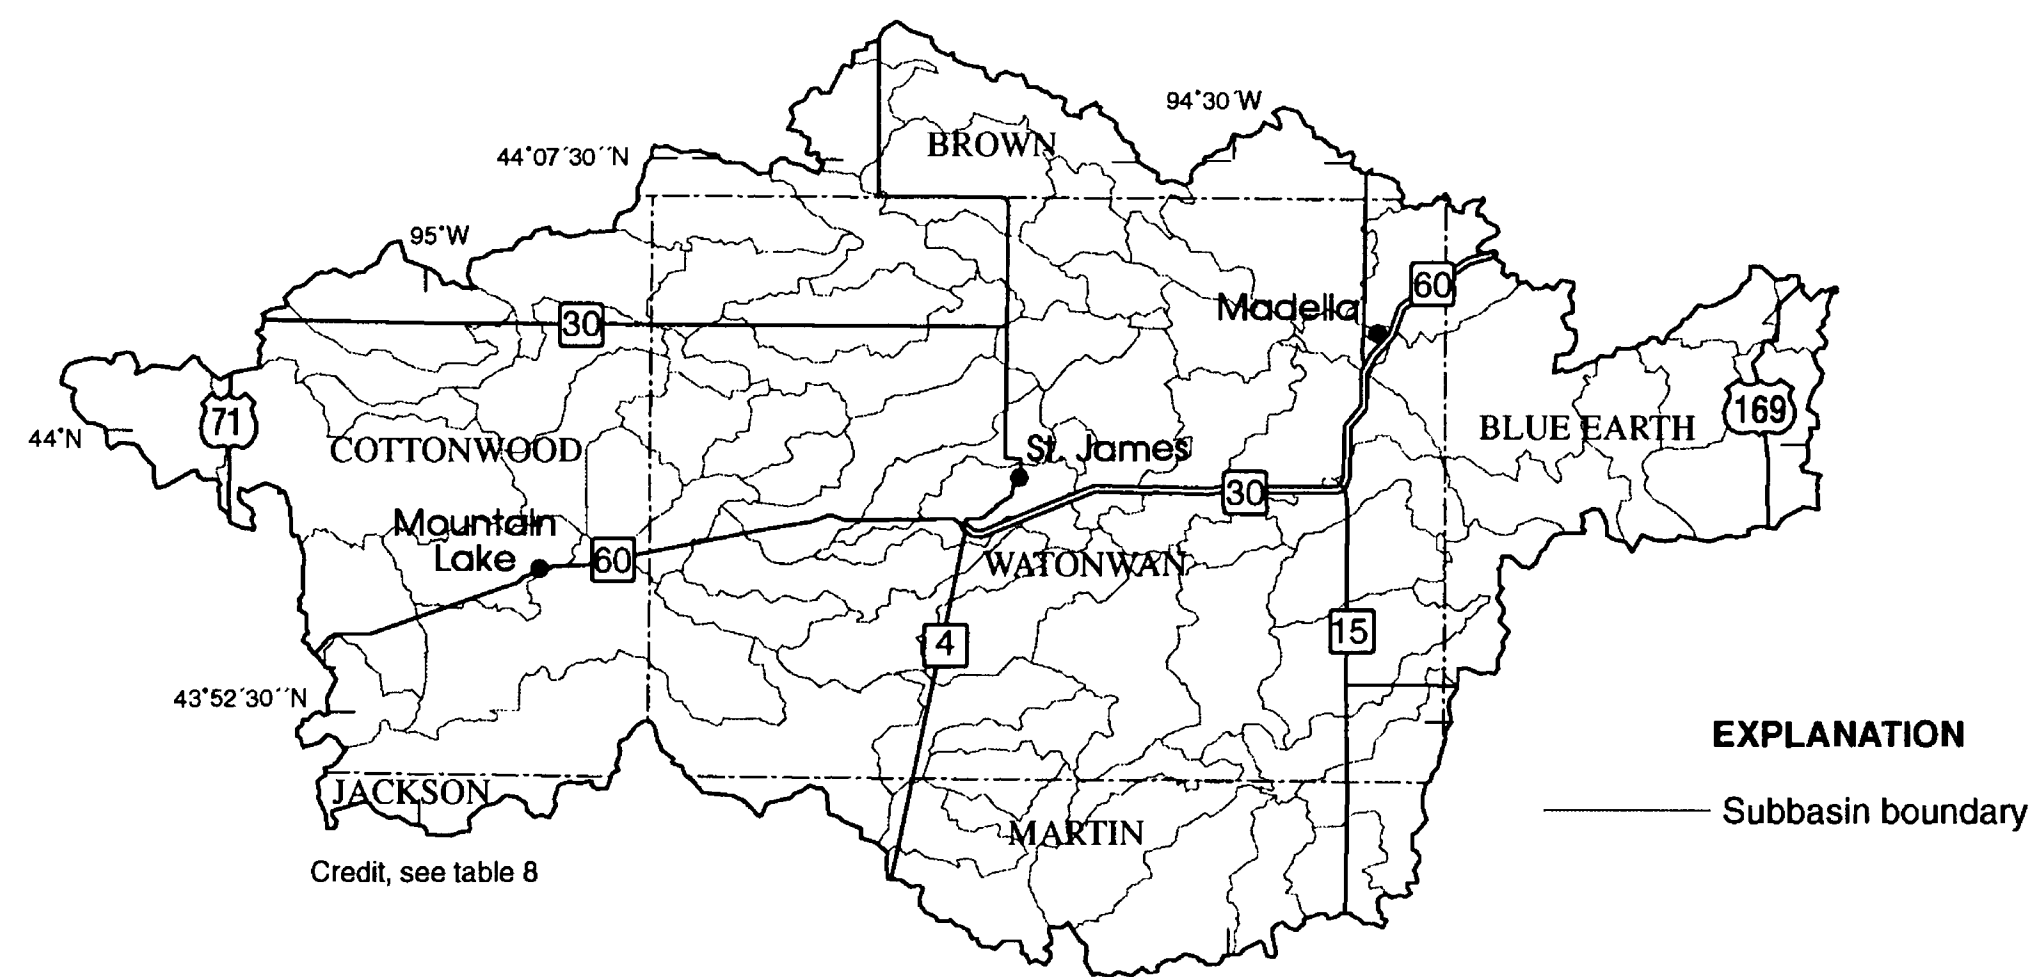 94°30´W
BROWN
44°07´30´´N
95°W
60
Madelia
30
71
169
BLUE EARTH
44°N
COTTONWOOD
St. James
30
Mountain
Lake
60
WATONWAN
4
15
43°52´30´´N
EXPLANATION
JACKSON
Subbasin boundary
MARTIN
Credit, see table 8